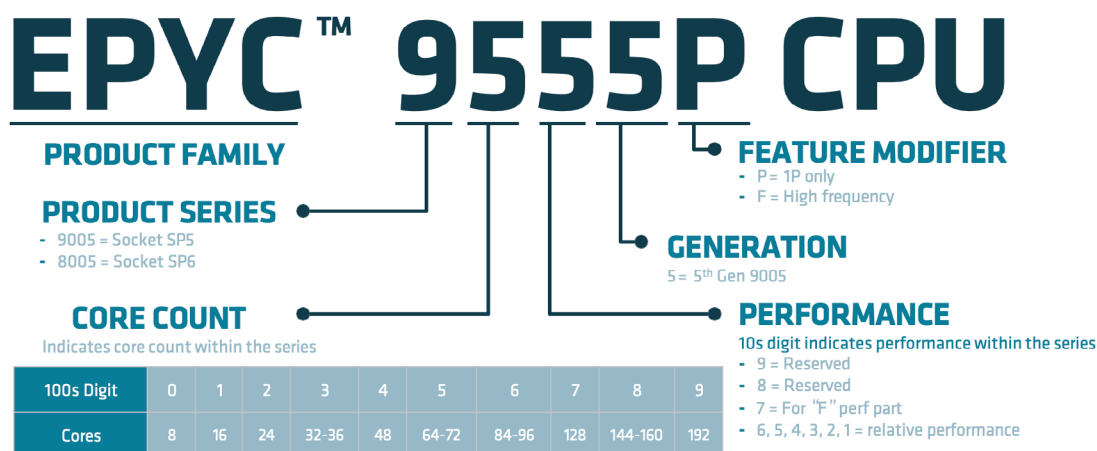 EPYC™ 9555P CPU
PRODUCT FAMILY
PRODUCT SERIES
- 9005 = Socket SP5
- 8005 = Socket SP6
CORE COUNT
Indicates core count within the series
100s Digit 0 1 2 3 4 5 6 7 8 9
Cores 8 16 24 32-36 48 64-72 84-96 128 144-160 192
FEATURE MODIFIER
- P= 1P only
- F = High frequency
GENERATION
5= 5th Gen 9005
PERFORMANCE
10s digit indicates performance within the series
- 9 = Reserved
- 8 = Reserved
- 7 = For “F” perf part
- 6, 5, 4, 3, 2, 1 = relative performance